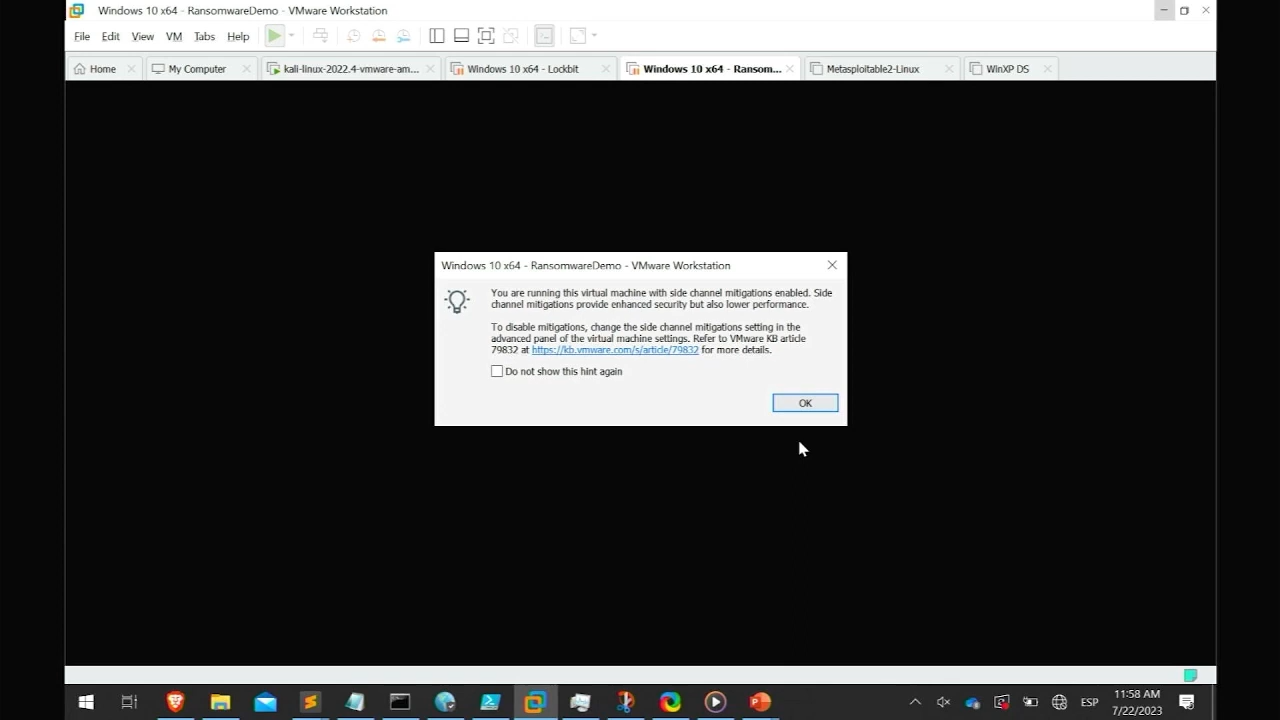 Windows 10 x64 - RansomwareDemo - VMware Workstation
File Edit View VM Tabs Help
Home My Computer kali-linux-2022.4-vmware-am... Windows 10 x64 - Lockbit Windows 10 x64 - Ransom... Metasploitable2-Linux WinXP DS
Windows 10 x64 - RansomwareDemo - VMware Workstation
You are running this virtual machine with side channel mitigations enabled. Side
channel mitigations provide enhanced security but also lower performance.
To disable mitigations, change the side channel mitigations setting in the
advanced panel of the virtual machine settings. Refer to VMware KB article
79832 at https://kb.vmware.com/s/article/79832 for more details.
Do not show this hint again
OK
11:58 AM
ESP
7/22/2023